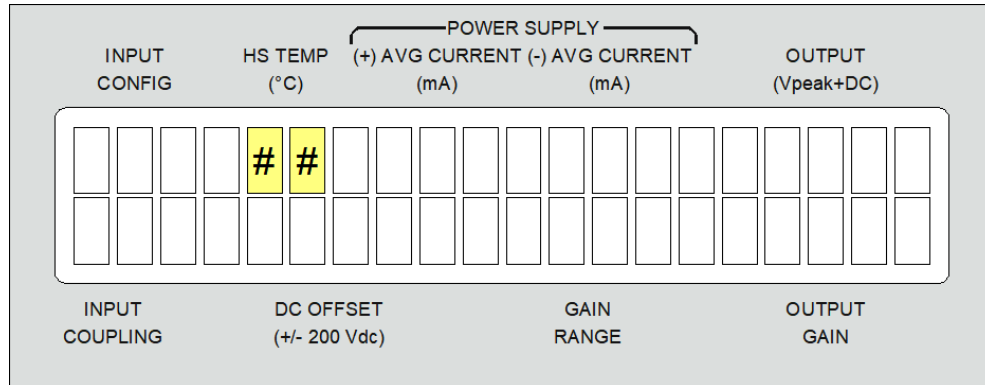 POWER SUPPLY
INPUT HS TEMP (+) AVG CURRENT (-) AVG CURRENT OUTPUT
CONFIG (°C) (mA) (mA) (Vpeak+DC)
# #
INPUT DC OFFSET GAIN OUTPUT
COUPLING (+/- 200 Vdc) RANGE GAIN